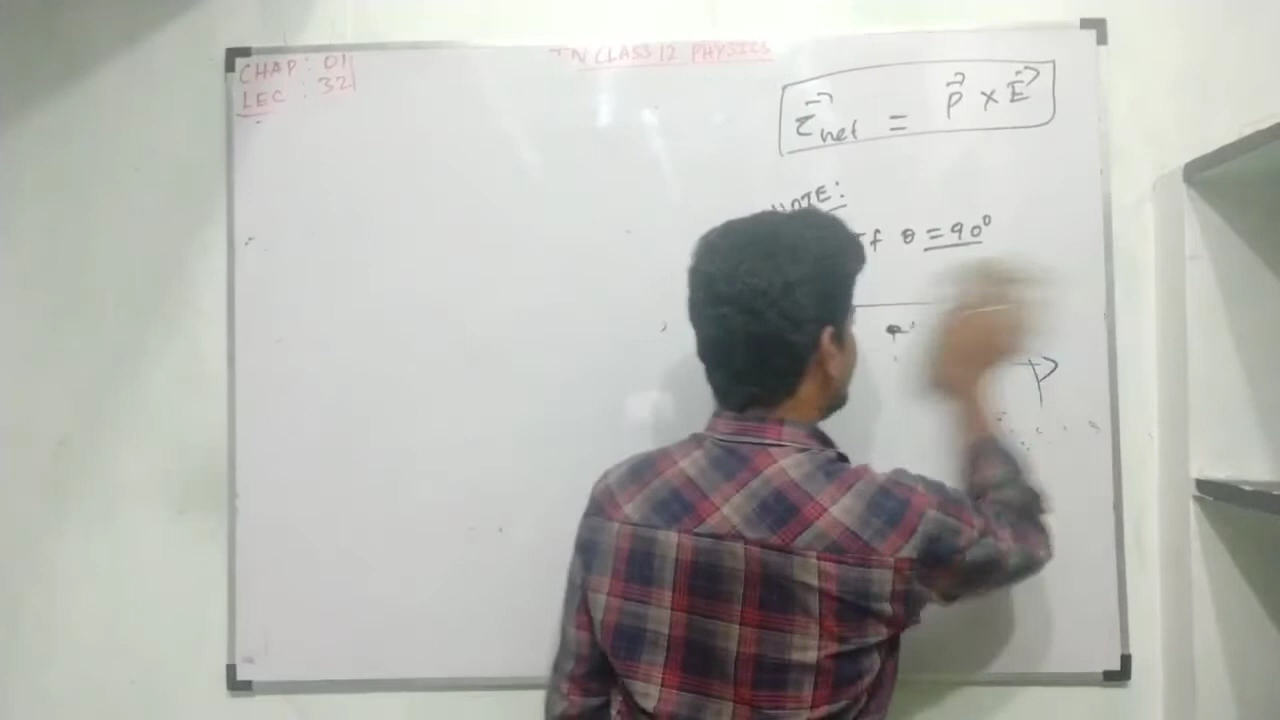 CHAP : 01
LEC : 32
TN CLASS 12 PHYSICS
τ⃗net = P⃗ × E⃗
NOTE:
If θ = 90°